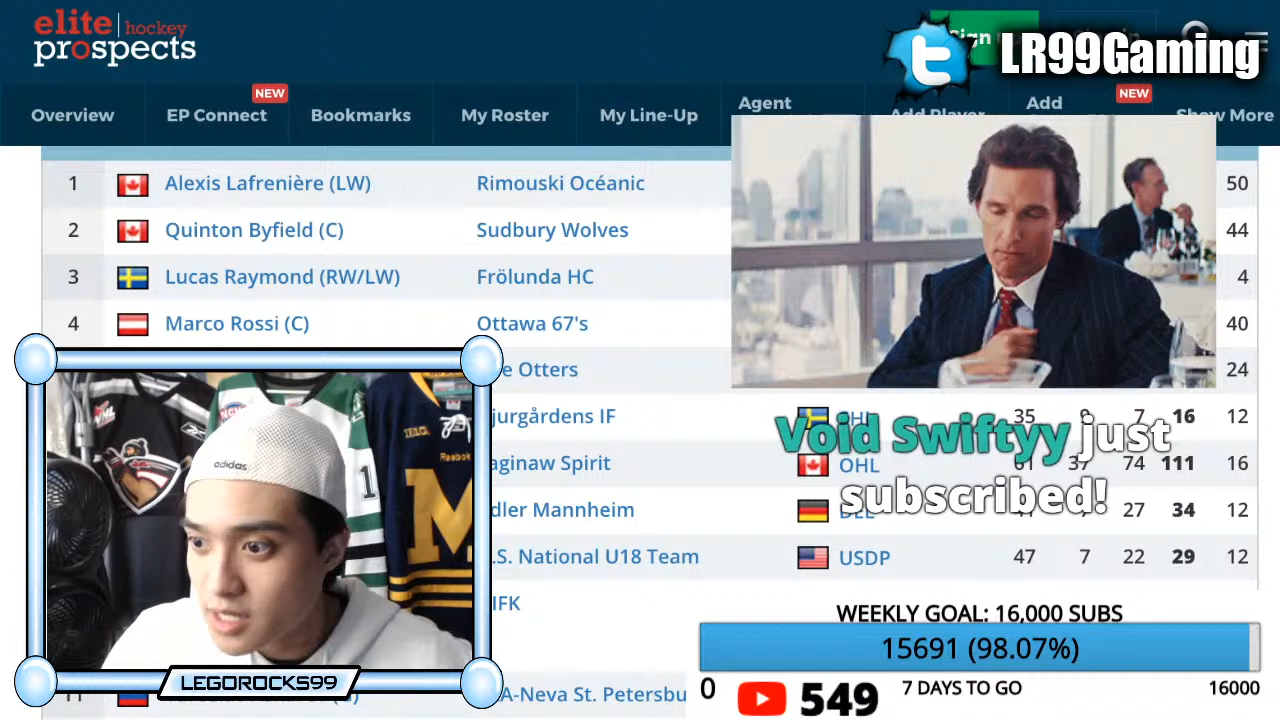 elite hockey
prospects
LR99Gaming
Overview
NEW
EP Connect
Bookmarks
My Roster
My Line-Up
Agent
Add Player
Add
NEW
Show More
1 Alexis Lafrenière (LW) Rimouski Océanic 50
2 Quinton Byfield (C) Sudbury Wolves 44
3 Lucas Raymond (RW/LW) Frölunda HC 4
4 Marco Rossi (C) Ottawa 67's 40
Otters 24
jurgårdens IF 35 7 16 12
aginaw Spirit OHL 61 37 74 111 16
dler Mannheim 27 34 12
.S. National U18 Team USDP 47 7 22 29 12
IFK
A-Neva St. Petersbu
Void Swiftyy just
subscribed!
WHL
adidas
1
Reebok
M
LEGOROCKS99
WEEKLY GOAL: 16,000 SUBS
15691 (98.07%)
0 7 DAYS TO GO 16000
549